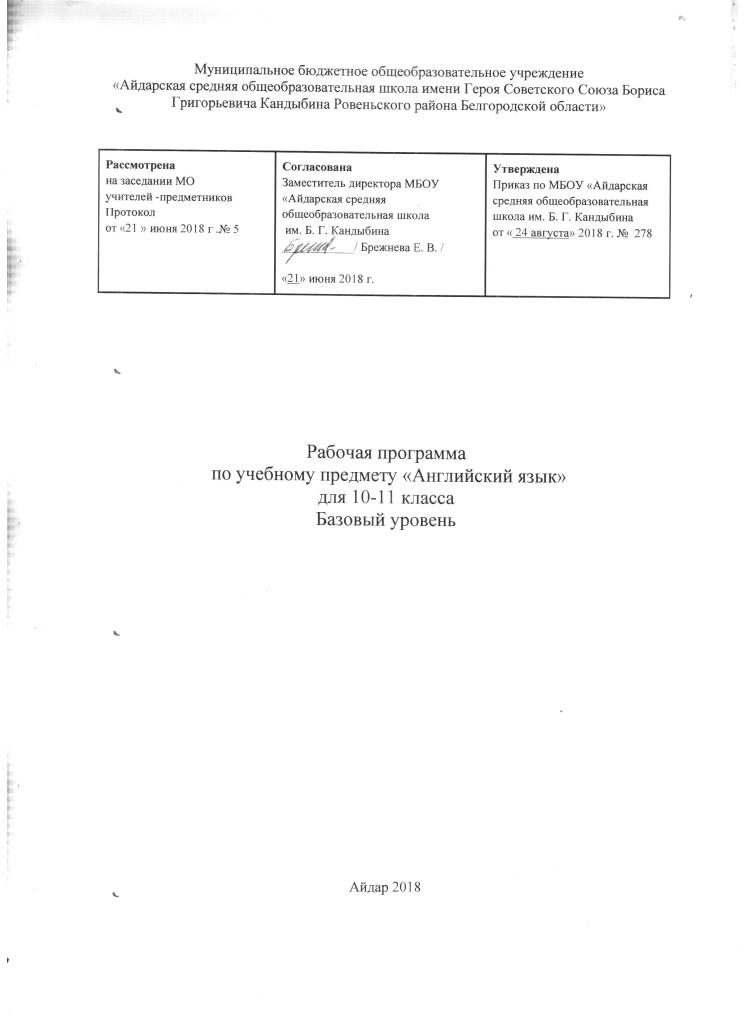 Муниципальное бюджетное общеобразовательное учреждение
«Айдарская средняя общеобразовательная школа имени Героя Советского Союза Бориса
Григорьевича Кандыбина Ровеньского района Белгородской области»
Рассмотрена
на заседании МО
учителей -предметников
Протокол
от «21 » июня 2018 г .№ 5
Согласована
Заместитель директора МБОУ
«Айдарская средняя
общеобразовательная школа
им. Б. Г. Кандыбина
/ Брежнева Е. В. /
«21» июня 2018 г.
Утверждена
Приказ по МБОУ «Айдарская
средняя общеобразовательная
школа им. Б. Г. Кандыбина
от « 24 августа» 2018 г. № 278
Рабочая программа
по учебному предмету «Английский язык»
для 10-11 класса
Базовый уровень
Айдар 2018